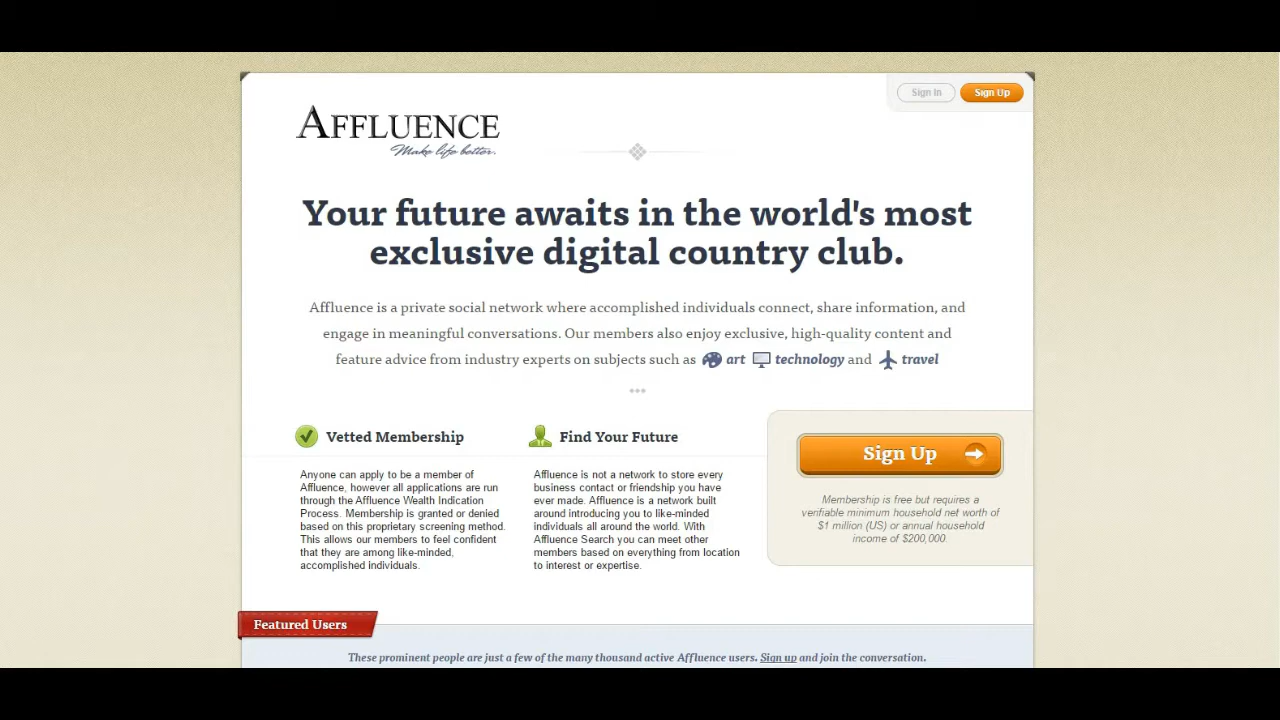 Sign In
Sign Up
AFFLUENCE
Make life better.
Your future awaits in the world's most
exclusive digital country club.
Affluence is a private social network where accomplished individuals connect, share information, and
engage in meaningful conversations. Our members also enjoy exclusive, high-quality content and
feature advice from industry experts on subjects such as art technology and travel
Vetted Membership
Anyone can apply to be a member of
Affluence, however all applications are run
through the Affluence Wealth Indication
Process. Membership is granted or denied
based on this proprietary screening method.
This allows our members to feel confident
that they are among like-minded,
accomplished individuals.
Find Your Future
Affluence is not a network to store every
business contact or friendship you have
ever made. Affluence is a network built
around introducing you to like-minded
individuals all around the world. With
Affluence Search you can meet other
members based on everything from location
to interest or expertise.
Sign Up
Membership is free but requires a
verifiable minimum household net worth of
$1 million (US) or annual household
income of $200,000.
Featured Users
These prominent people are just a few of the many thousand active Affluence users. Sign up and join the conversation.